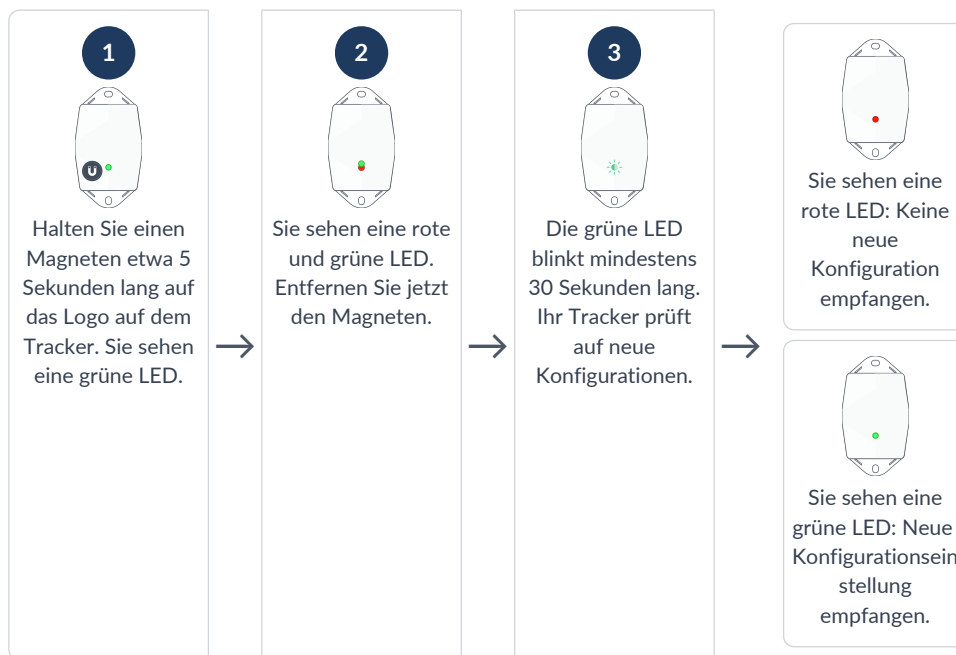 1
Halten Sie einen
Magneten etwa 5
Sekunden lang auf
das Logo auf dem
Tracker. Sie sehen
eine grüne LED.
2
Sie sehen eine rote
und grüne LED.
Entfernen Sie jetzt
den Magneten.
3
Die grüne LED
blinkt mindestens
30 Sekunden lang.
Ihr Tracker prüft
auf neue
Konfigurationen.
Sie sehen eine
rote LED: Keine
neue
Konfiguration
empfangen.
Sie sehen eine
grüne LED: Neue
Konfigurationsein
stellung
empfangen.